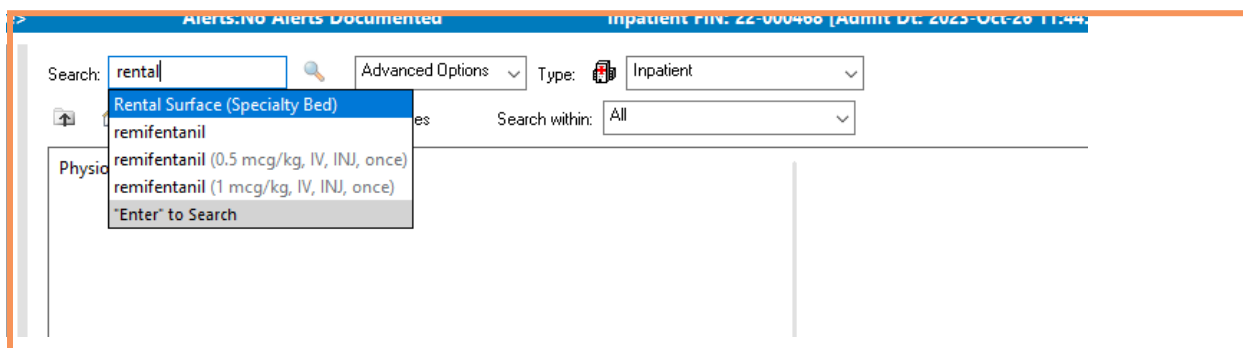 Alerts:No Alerts Documented Inpatient FIN: 22-000468 [Admit Dt: 2023-Oct-26 11:44:
Search: rental Advanced Options Type: Inpatient
Rental Surface (Specialty Bed)
es Search within: All
remifentanil
Physio
remifentanil (0.5 mcg/kg, IV, INJ, once)
remifentanil (1 mcg/kg, IV, INJ, once)
"Enter" to Search